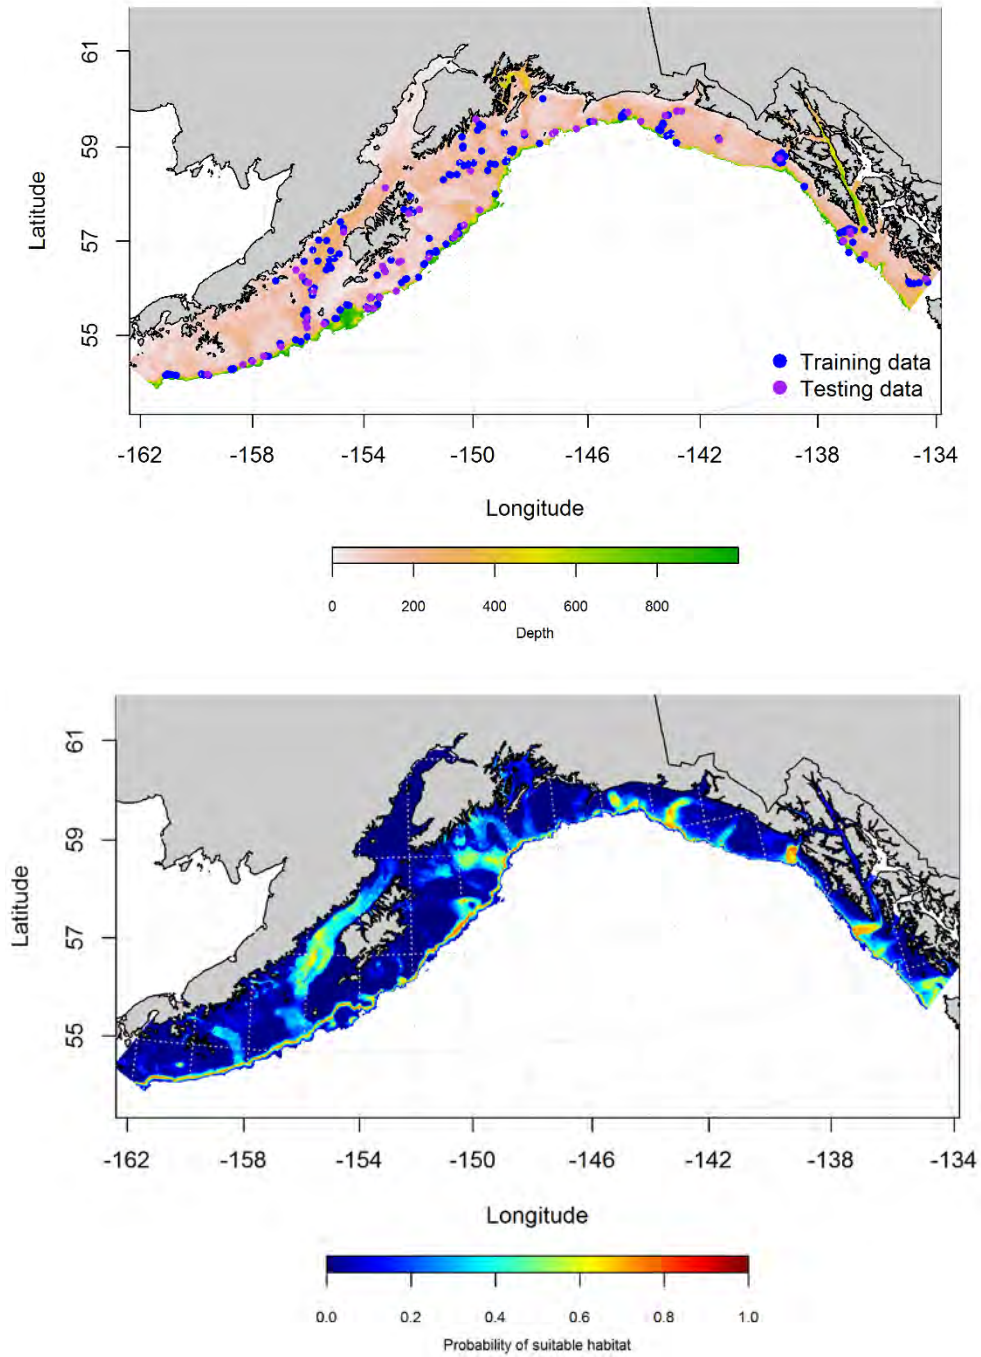 61
59
57
55
Latitude
Training data
Testing data
-162 -158 -154 -150 -146 -142 -138 -134
Longitude
0 200 400 600 800
Depth
61
59
57
55
Latitude
-162 -158 -154 -150 -146 -142 -138 -134
Longitude
0.0 0.2 0.4 0.6 0.8 1.0
Probability of suitable habitat